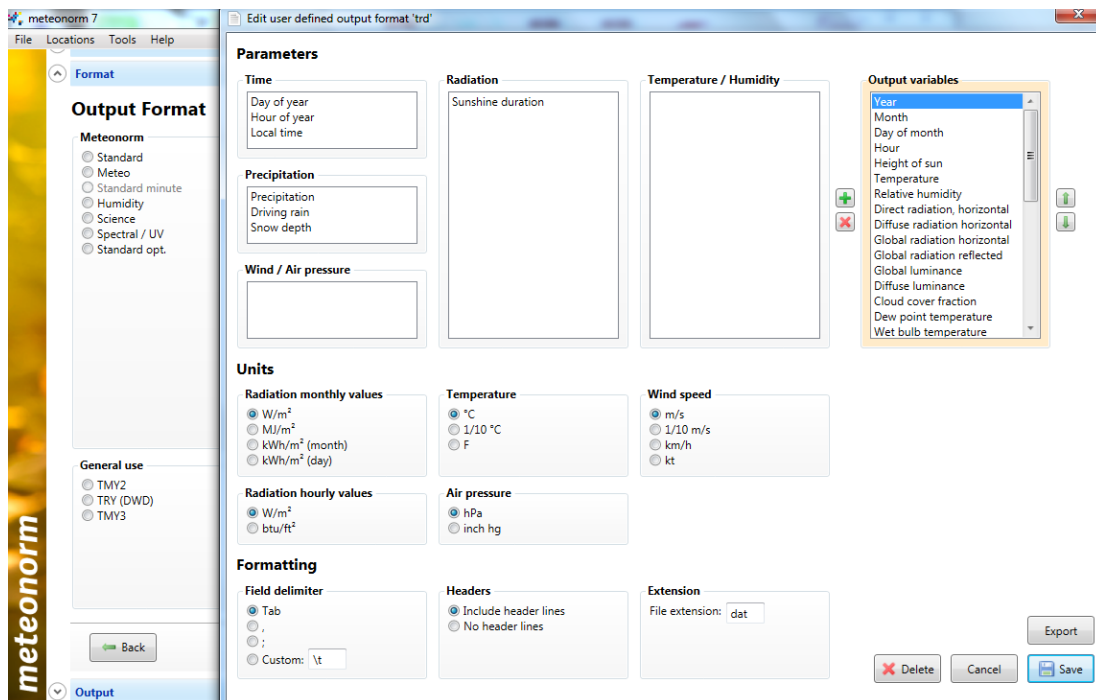 meteonorm 7
File Locations Tools Help
Format
Output Format
Meteonorm
Standard
Meteo
Standard minute
Humidity
Science
Spectral / UV
Standard opt.
General use
TMY2
TRY (DWD)
TMY3
Back
Output
meteonorm
Edit user defined output format 'trd'
Parameters
Time
Day of year
Hour of year
Local time
Precipitation
Precipitation
Driving rain
Snow depth
Wind / Air pressure
Radiation
Sunshine duration
Temperature / Humidity
Output variables
Year
Month
Day of month
Hour
Height of sun
Temperature
Relative humidity
Direct radiation, horizontal
Diffuse radiation horizontal
Global radiation horizontal
Global radiation reflected
Global luminance
Diffuse luminance
Cloud cover fraction
Dew point temperature
Wet bulb temperature
Units
Radiation monthly values
W/m²
MJ/m²
kWh/m² (month)
kWh/m² (day)
Temperature
°C
1/10 °C
F
Wind speed
m/s
1/10 m/s
km/h
kt
Radiation hourly values
W/m²
btu/ft²
Air pressure
hPa
inch hg
Formatting
Field delimiter
Tab
,
;
Custom: \t
Headers
Include header lines
No header lines
Extension
File extension: dat
Export
Delete Cancel Save